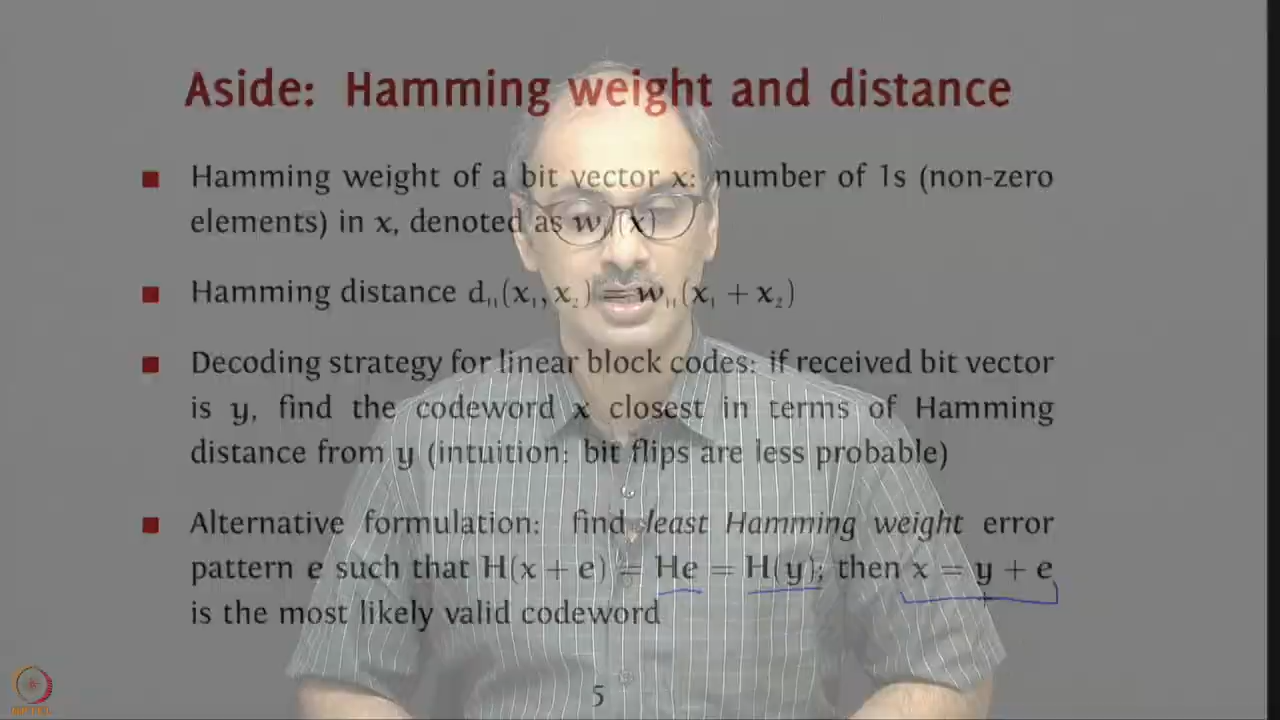 Aside: Hamming weight and distance
Hamming weight of a bit vector x: number of 1s (non-zero
elements) in x, denoted as w_H(x)
Hamming distance d_H(x_1, x_2) = w_H(x_1 + x_2)
Decoding strategy for linear block codes: if received bit vector
is y, find the codeword x closest in terms of Hamming
distance from y (intuition: bit flips are less probable)
Alternative formulation: find least Hamming weight error
pattern e such that H(x + e) = He = H(y); then x = y + e
is the most likely valid codeword
5
NPTEL